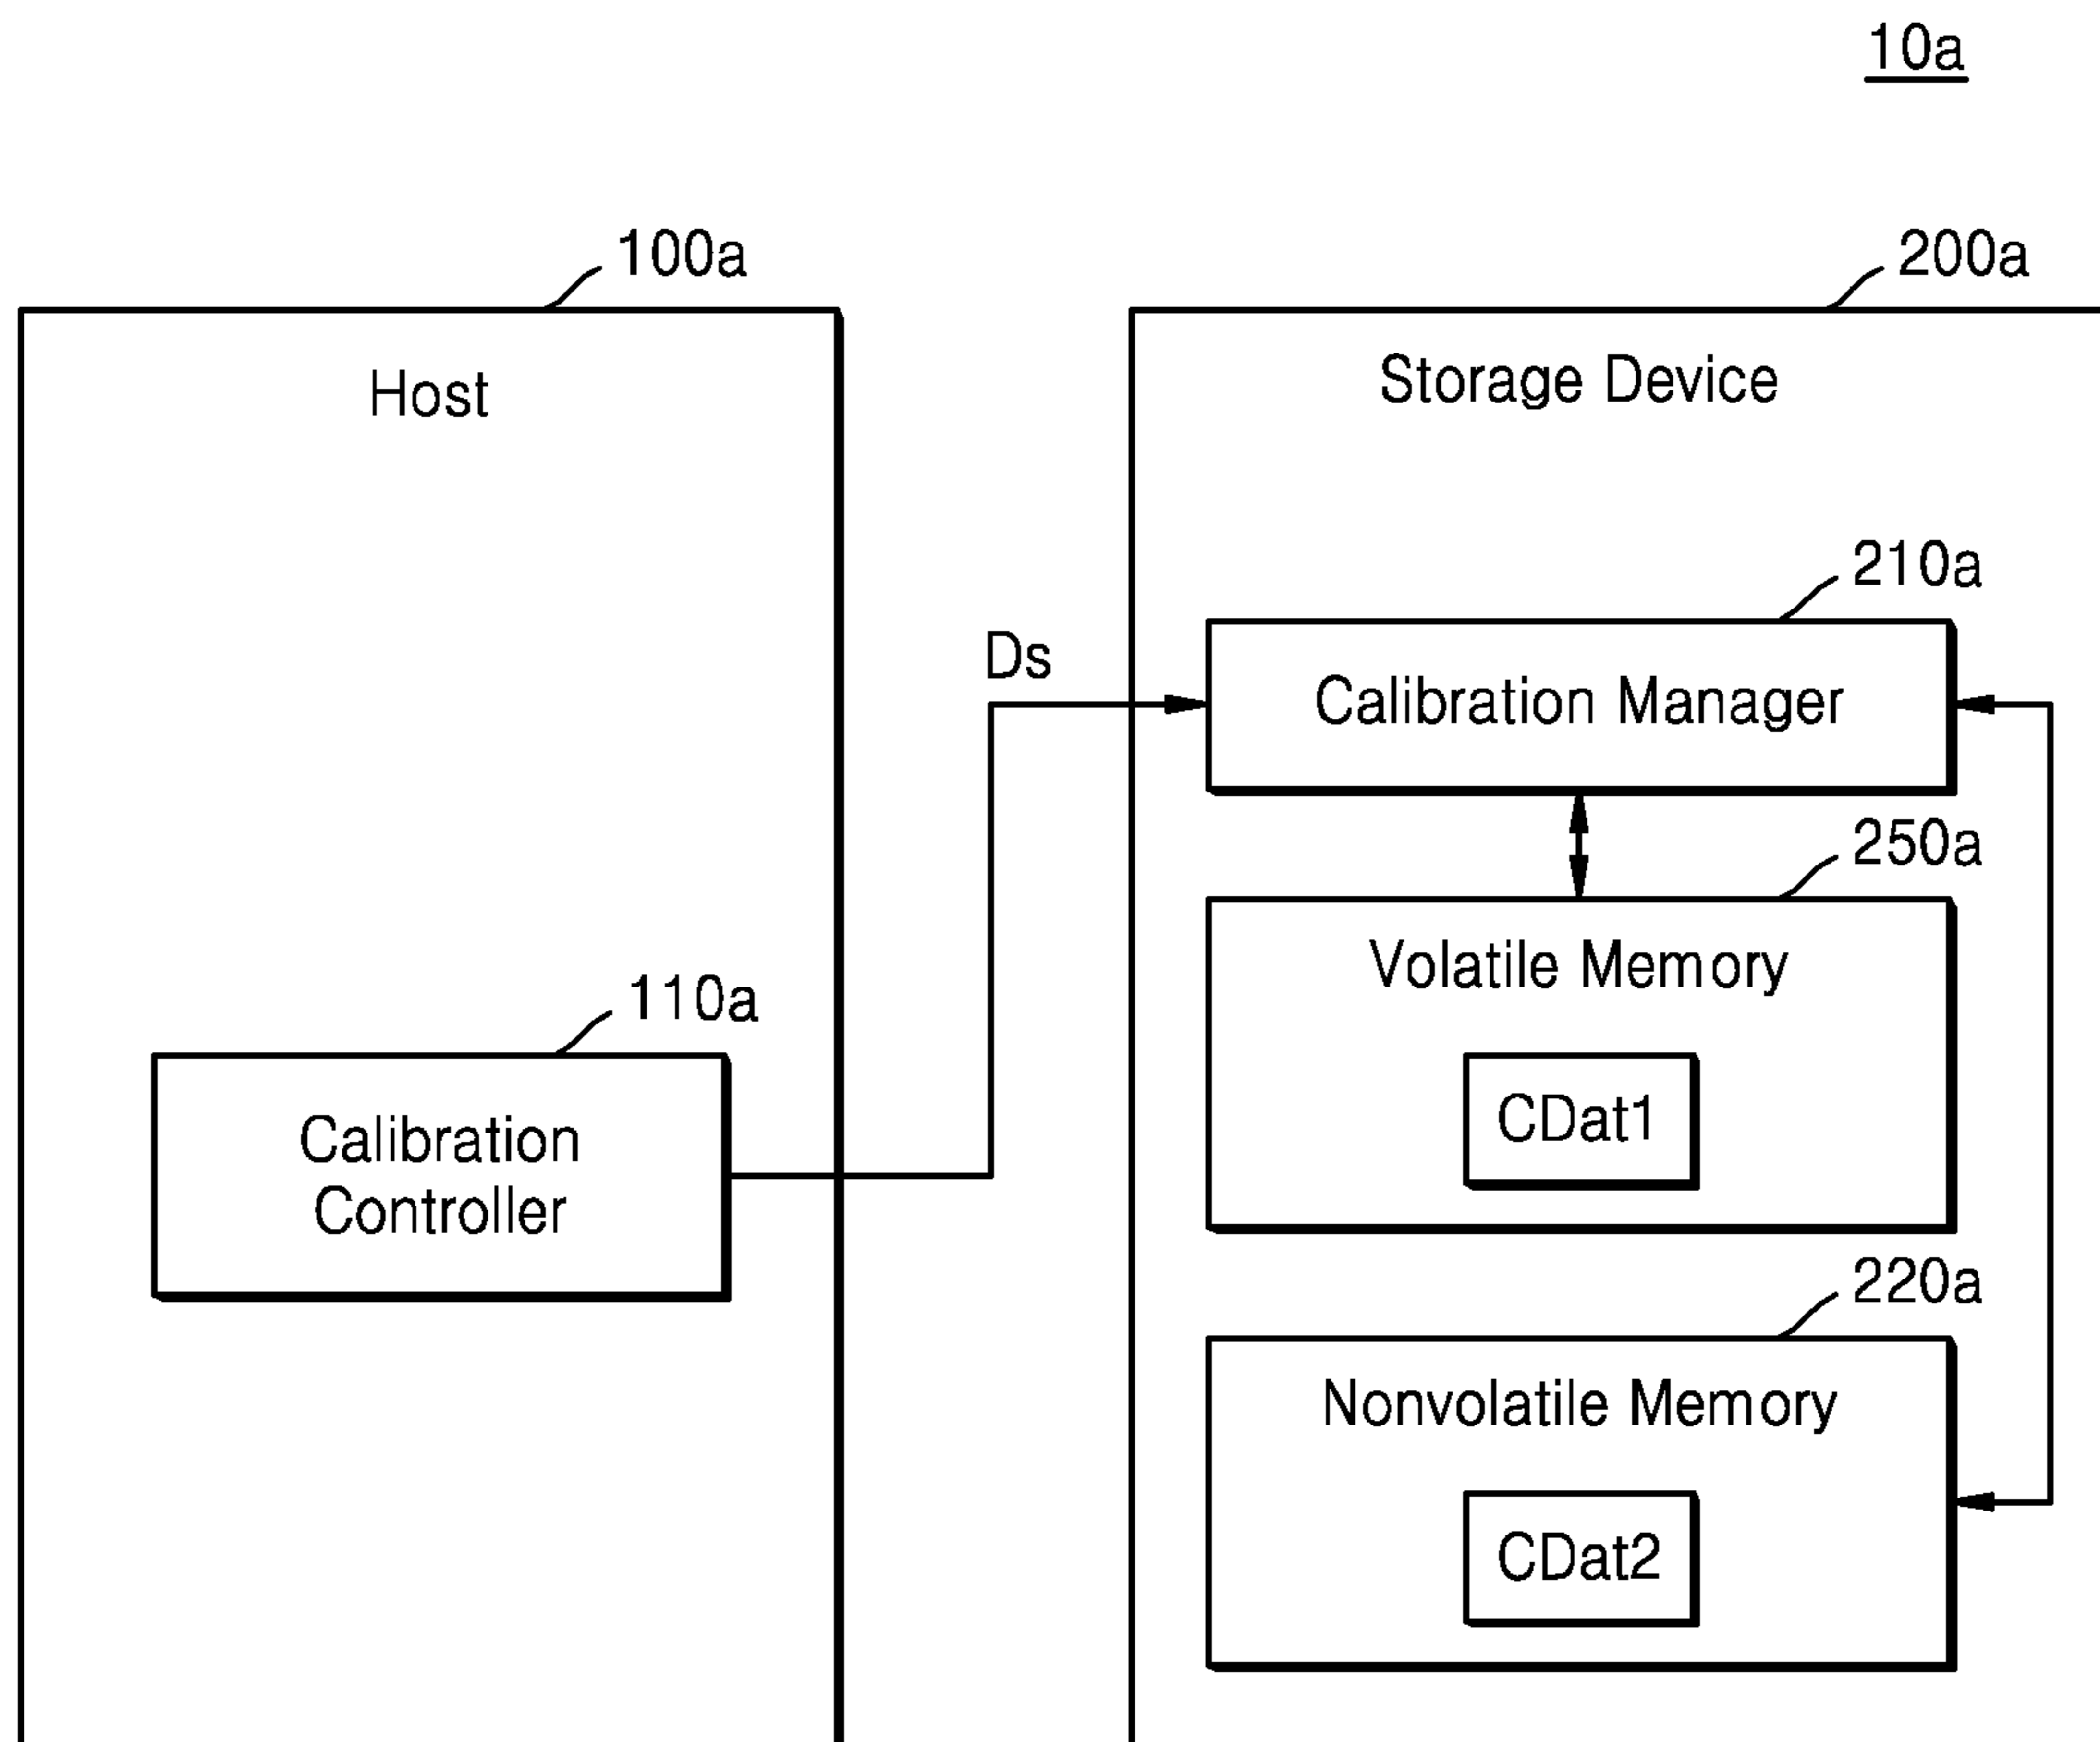 10a
100a
200a
Host
Storage Device
210a
Ds
Calibration Manager
250a
Volatile Memory
110a
CDat1
Calibration
Controller
220a
Nonvolatile Memory
CDat2